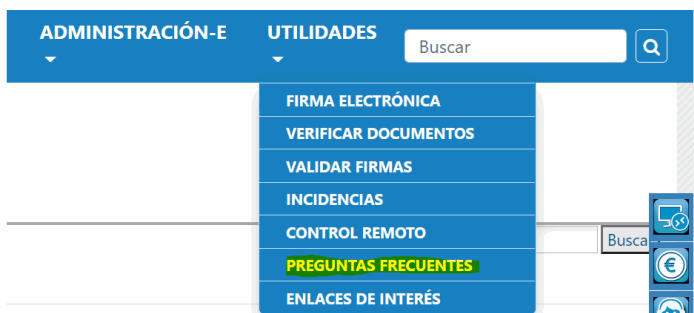 ADMINISTRACIÓN-E UTILIDADES Buscar
FIRMA ELECTRÓNICA
VERIFICAR DOCUMENTOS
VALIDAR FIRMAS
INCIDENCIAS
CONTROL REMOTO
Busca
PREGUNTAS FRECUENTES
€
ENLACES DE INTERÉS